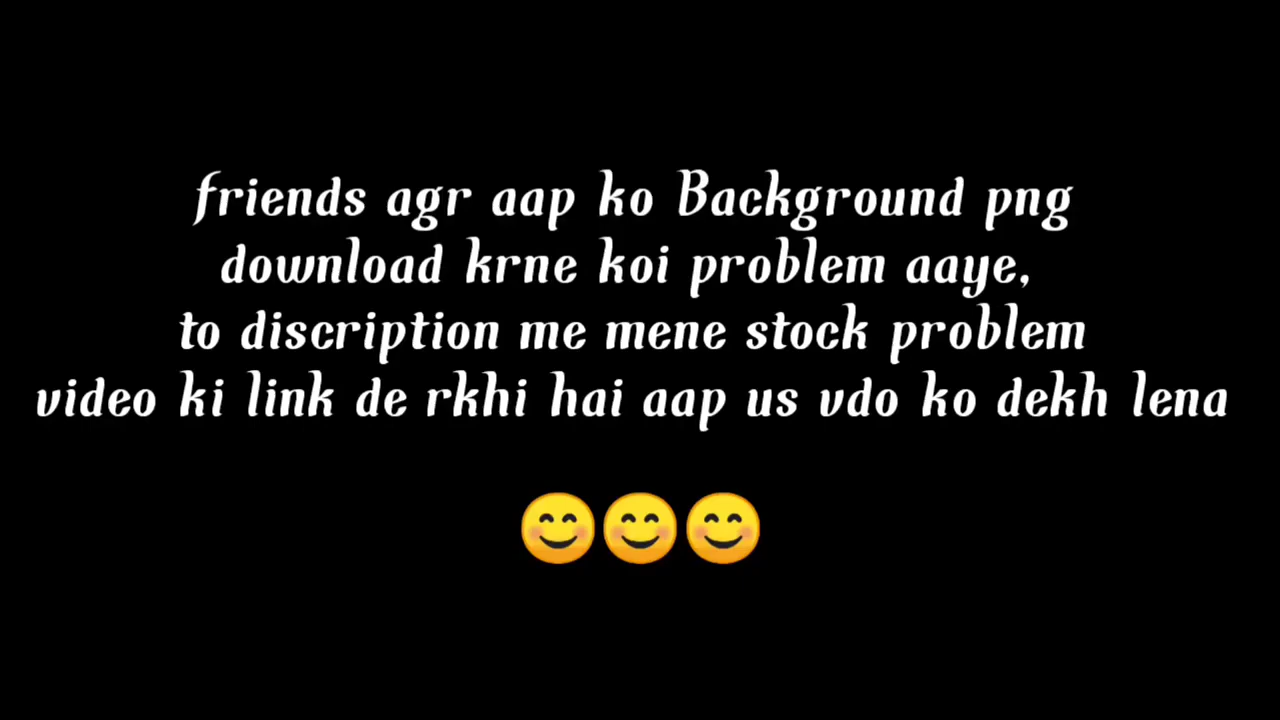 friends agr aap ko Background png
download krne koi problem aaye,
to discription me mene stock problem
video ki link de rkhi hai aap us vdo ko dekh lena
😊😊😊